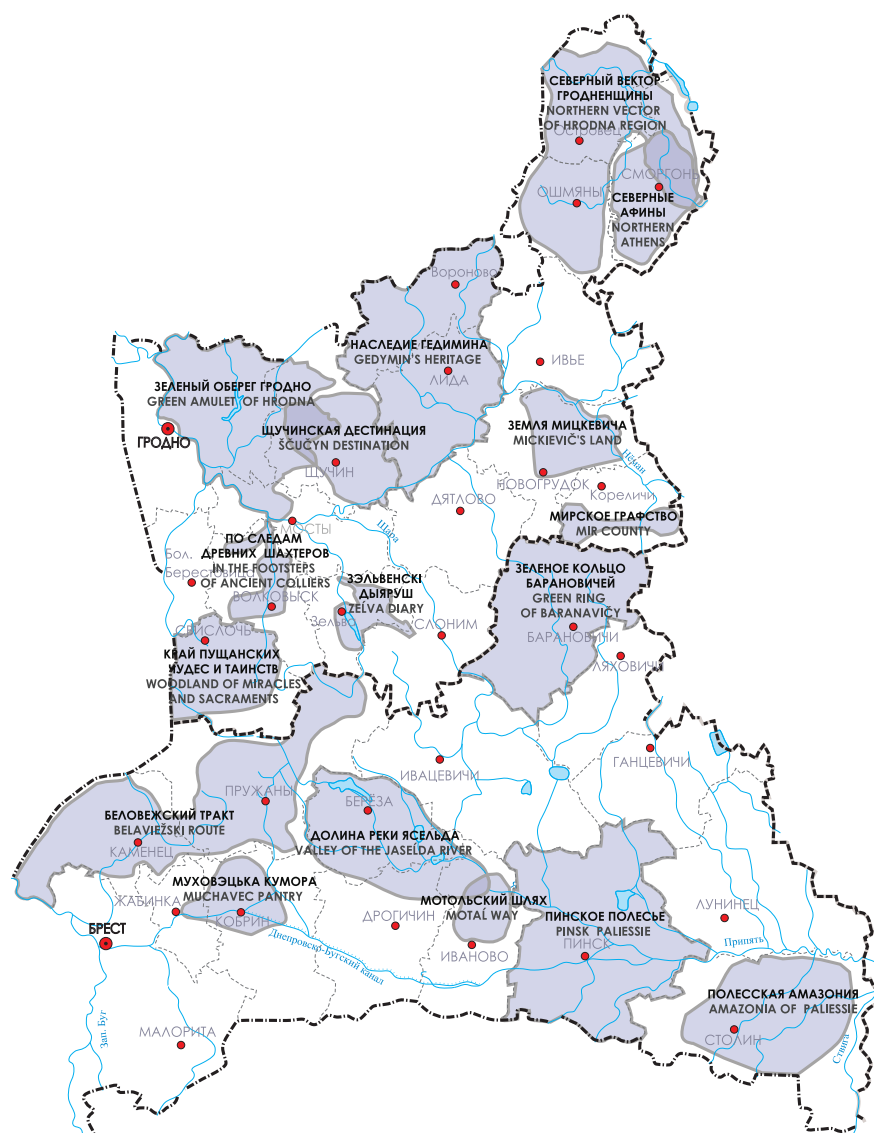 СЕВЕРНЫЙ ВЕКТОР
ГРОДНЕНЩИНЫ
NORTHERN VECTOR
OF HRODNA REGION
ОСТРОВЕЦ
СМОРГОНЬ
ОШМЯНЫ
СЕВЕРНЫЕ
АФИНЫ
NORTHERN
ATHENS
Вороново
НАСЛЕДИЕ ГЕДИМИНА
GEDYMIN'S HERITAGE
ЛИДА
ИВЬЕ
ЗЕЛЕНЫЙ ОБЕРЕГ ГРОДНО
GREEN AMULET OF HRODNA
ГРОДНО
ЩУЧИНСКАЯ ДЕСТИНАЦИЯ
ŠČUČYN DESTINATION
ЩУЧИН
ЗЕМЛЯ МИЦКЕВИЧА
MICKIEVIČ'S LAND
Нёман
НОВОГРУДОК
Кореличи
ДЯТЛОВО
МИРСКОЕ ГРАФСТВО
MIR COUNTY
МОСТЫ
Щара
ПО СЛЕДАМ
ДРЕВНИХ ШАХТЕРОВ
IN THE FOOTSTEPS
OF ANCIENT COLLIERS
Бол.
Берестовица
ВОЛКОВЫСК
ЗЭЛЬВЕНСКІ
ДЫЯРУШ
ZELVA DIARY
Зельва
СЛОНИМ
ЗЕЛЕНОЕ КОЛЬЦО
БАРАНОВИЧЕЙ
GREEN RING
OF BARANAVIČY
БАРАНОВИЧИ
ЛЯХОВИЧИ
СВИСЛОЧЬ
КРАЙ ПУЩАНСКИХ
ЧУДЕС И ТАИНСТВ
WOODLAND OF MIRACLES
AND SACRAMENTS
ГАНЦЕВИЧИ
ИВАЦЕВИЧИ
ПРУЖАНЫ
БЕРЁЗА
БЕЛОВЕЖСКИЙ ТРАКТ
BELAVIEŽSKI ROUTE
КАМЕНЕЦ
ДОЛИНА РЕКИ ЯСЕЛЬДА
VALLEY OF THE JASELDA RIVER
МУХОВЭЦЬКА КУМОРА
MUCHAVEC PANTRY
ЖАБИНКА
КОБРИН
МОТОЛЬСКИЙ ШЛЯХ
MOTAĹ WAY
ДРОГИЧИН
ИВАНОВО
ПИНСКОЕ ПОЛЕСЬЕ
PINSK PALIESSIE
ПИНСК
ЛУНИНЕЦ
Припять
БРЕСТ
Днепровско-Бугский канал
Зап. Буг
МАЛОРИТА
ПОЛЕССКАЯ АМАЗОНИЯ
AMAZONIA OF PALIESSIE
СТОЛИН
Ствига